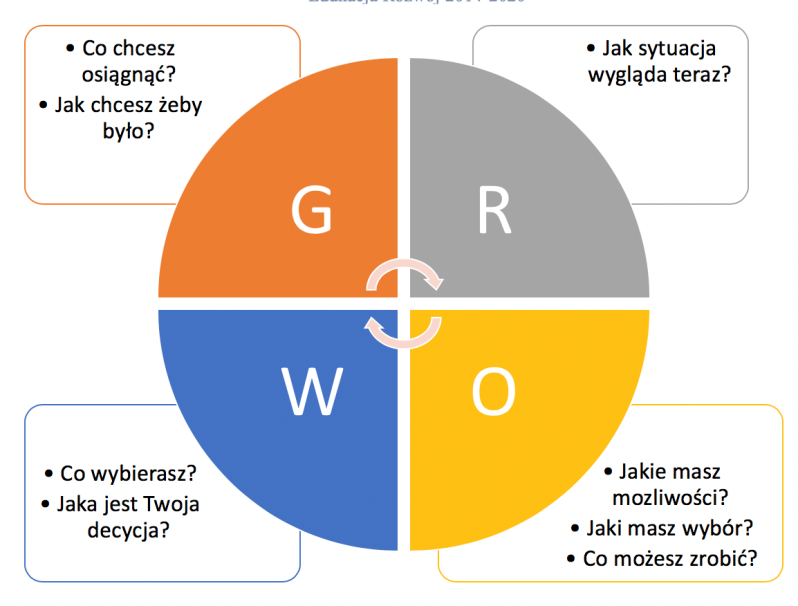 • Co chcesz
osiągnąć?
• Jak chcesz żeby
było?
• Jak sytuacja
wygląda teraz?
G
R
W
O
• Co wybierasz?
• Jaka jest Twoja
decycja?
• Jakie masz
mozliwości?
• Jaki masz wybór?
• Co możesz zrobić?